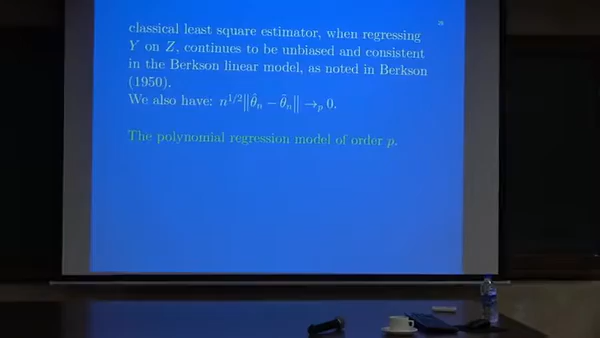 classical least square estimator, when regressing
Y on Z, continues to be unbiased and consistent
in the Berkson linear model, as noted in Berkson
(1950).
We also have: n^{1/2}‖θ̂_n − θ̃_n‖ →_p 0.
The polynomial regression model of order p.